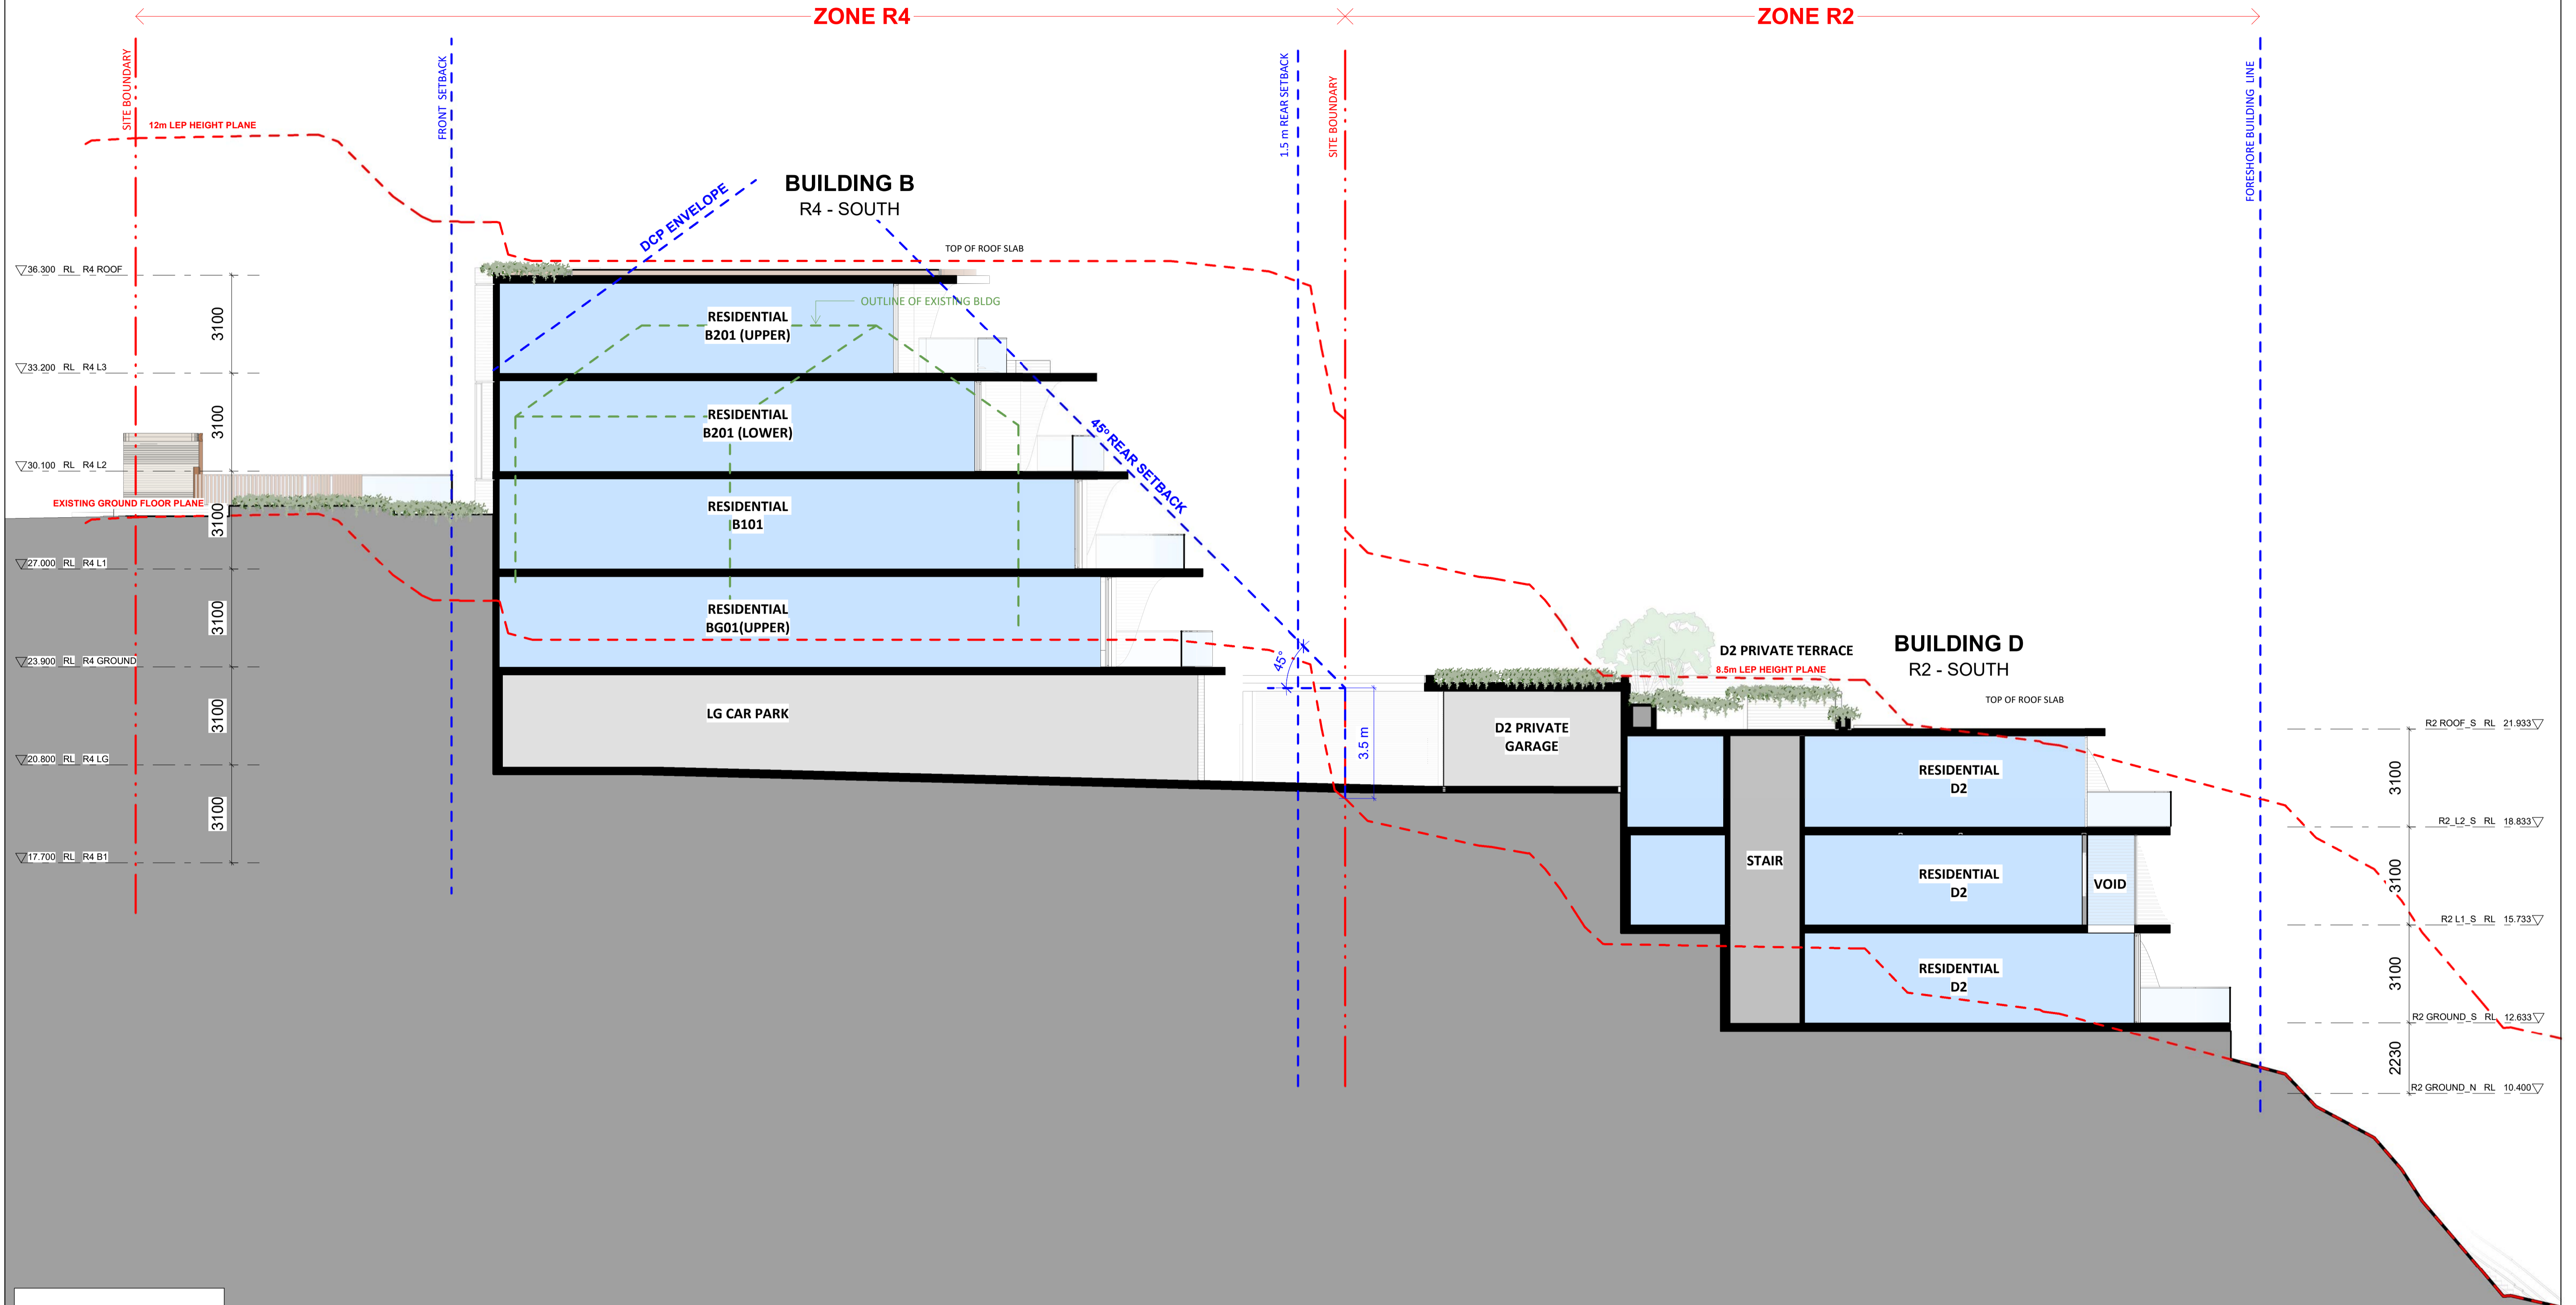 ZONE R4
ZONE R2
SITE BOUNDARY
FRONT SETBACK
1.5 m REAR SETBACK
SITE BOUNDARY
FORESHORE BUILDING LINE
12m LEP HEIGHT PLANE
DCP ENVELOPE
BUILDING B
R4 - SOUTH
TOP OF ROOF SLAB
36.300 RL R4 ROOF
OUTLINE OF EXISTING BLDG
3100
RESIDENTIAL
B201 (UPPER)
33.200 RL R4 L3
3100
RESIDENTIAL
B201 (LOWER)
45º REAR SETBACK
30.100 RL R4 L2
EXISTING GROUND FLOOR PLANE
3100
RESIDENTIAL
B101
27.000 RL R4 L1
3100
RESIDENTIAL
BG01(UPPER)
23.900 RL R4 GROUND
45°
D2 PRIVATE TERRACE
8.5m LEP HEIGHT PLANE
BUILDING D
R2 - SOUTH
TOP OF ROOF SLAB
3100
LG CAR PARK
3.5 m
D2 PRIVATE
GARAGE
R2 ROOF_S RL 21.933
20.800 RL R4 LG
3100
RESIDENTIAL
D2
3100
R2_L2_S RL 18.833
17.700 RL R4 B1
STAIR
RESIDENTIAL
D2
VOID
3100
R2 L1_S RL 15.733
RESIDENTIAL
D2
3100
R2 GROUND_S RL 12.633
2230
R2 GROUND_N RL 10.400